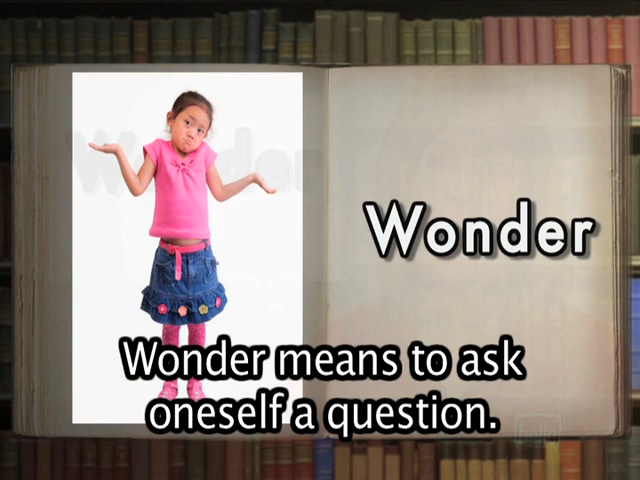 Wonder
Wonder means to ask
oneself a question.